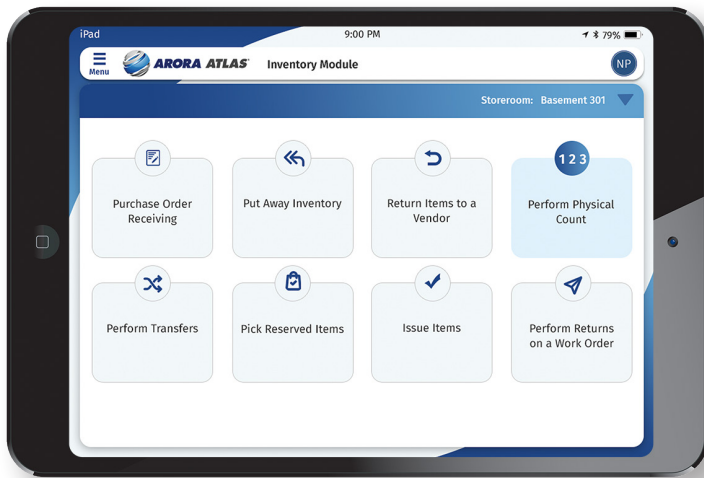 iPad 9:00 PM 79%
Menu ARORA ATLAS Inventory Module NP
Storeroom: Basement 301
123
Purchase Order
Receiving
Put Away Inventory
Return Items to a
Vendor
Perform Physical
Count
Perform Transfers
Pick Reserved Items
Issue Items
Perform Returns
on a Work Order